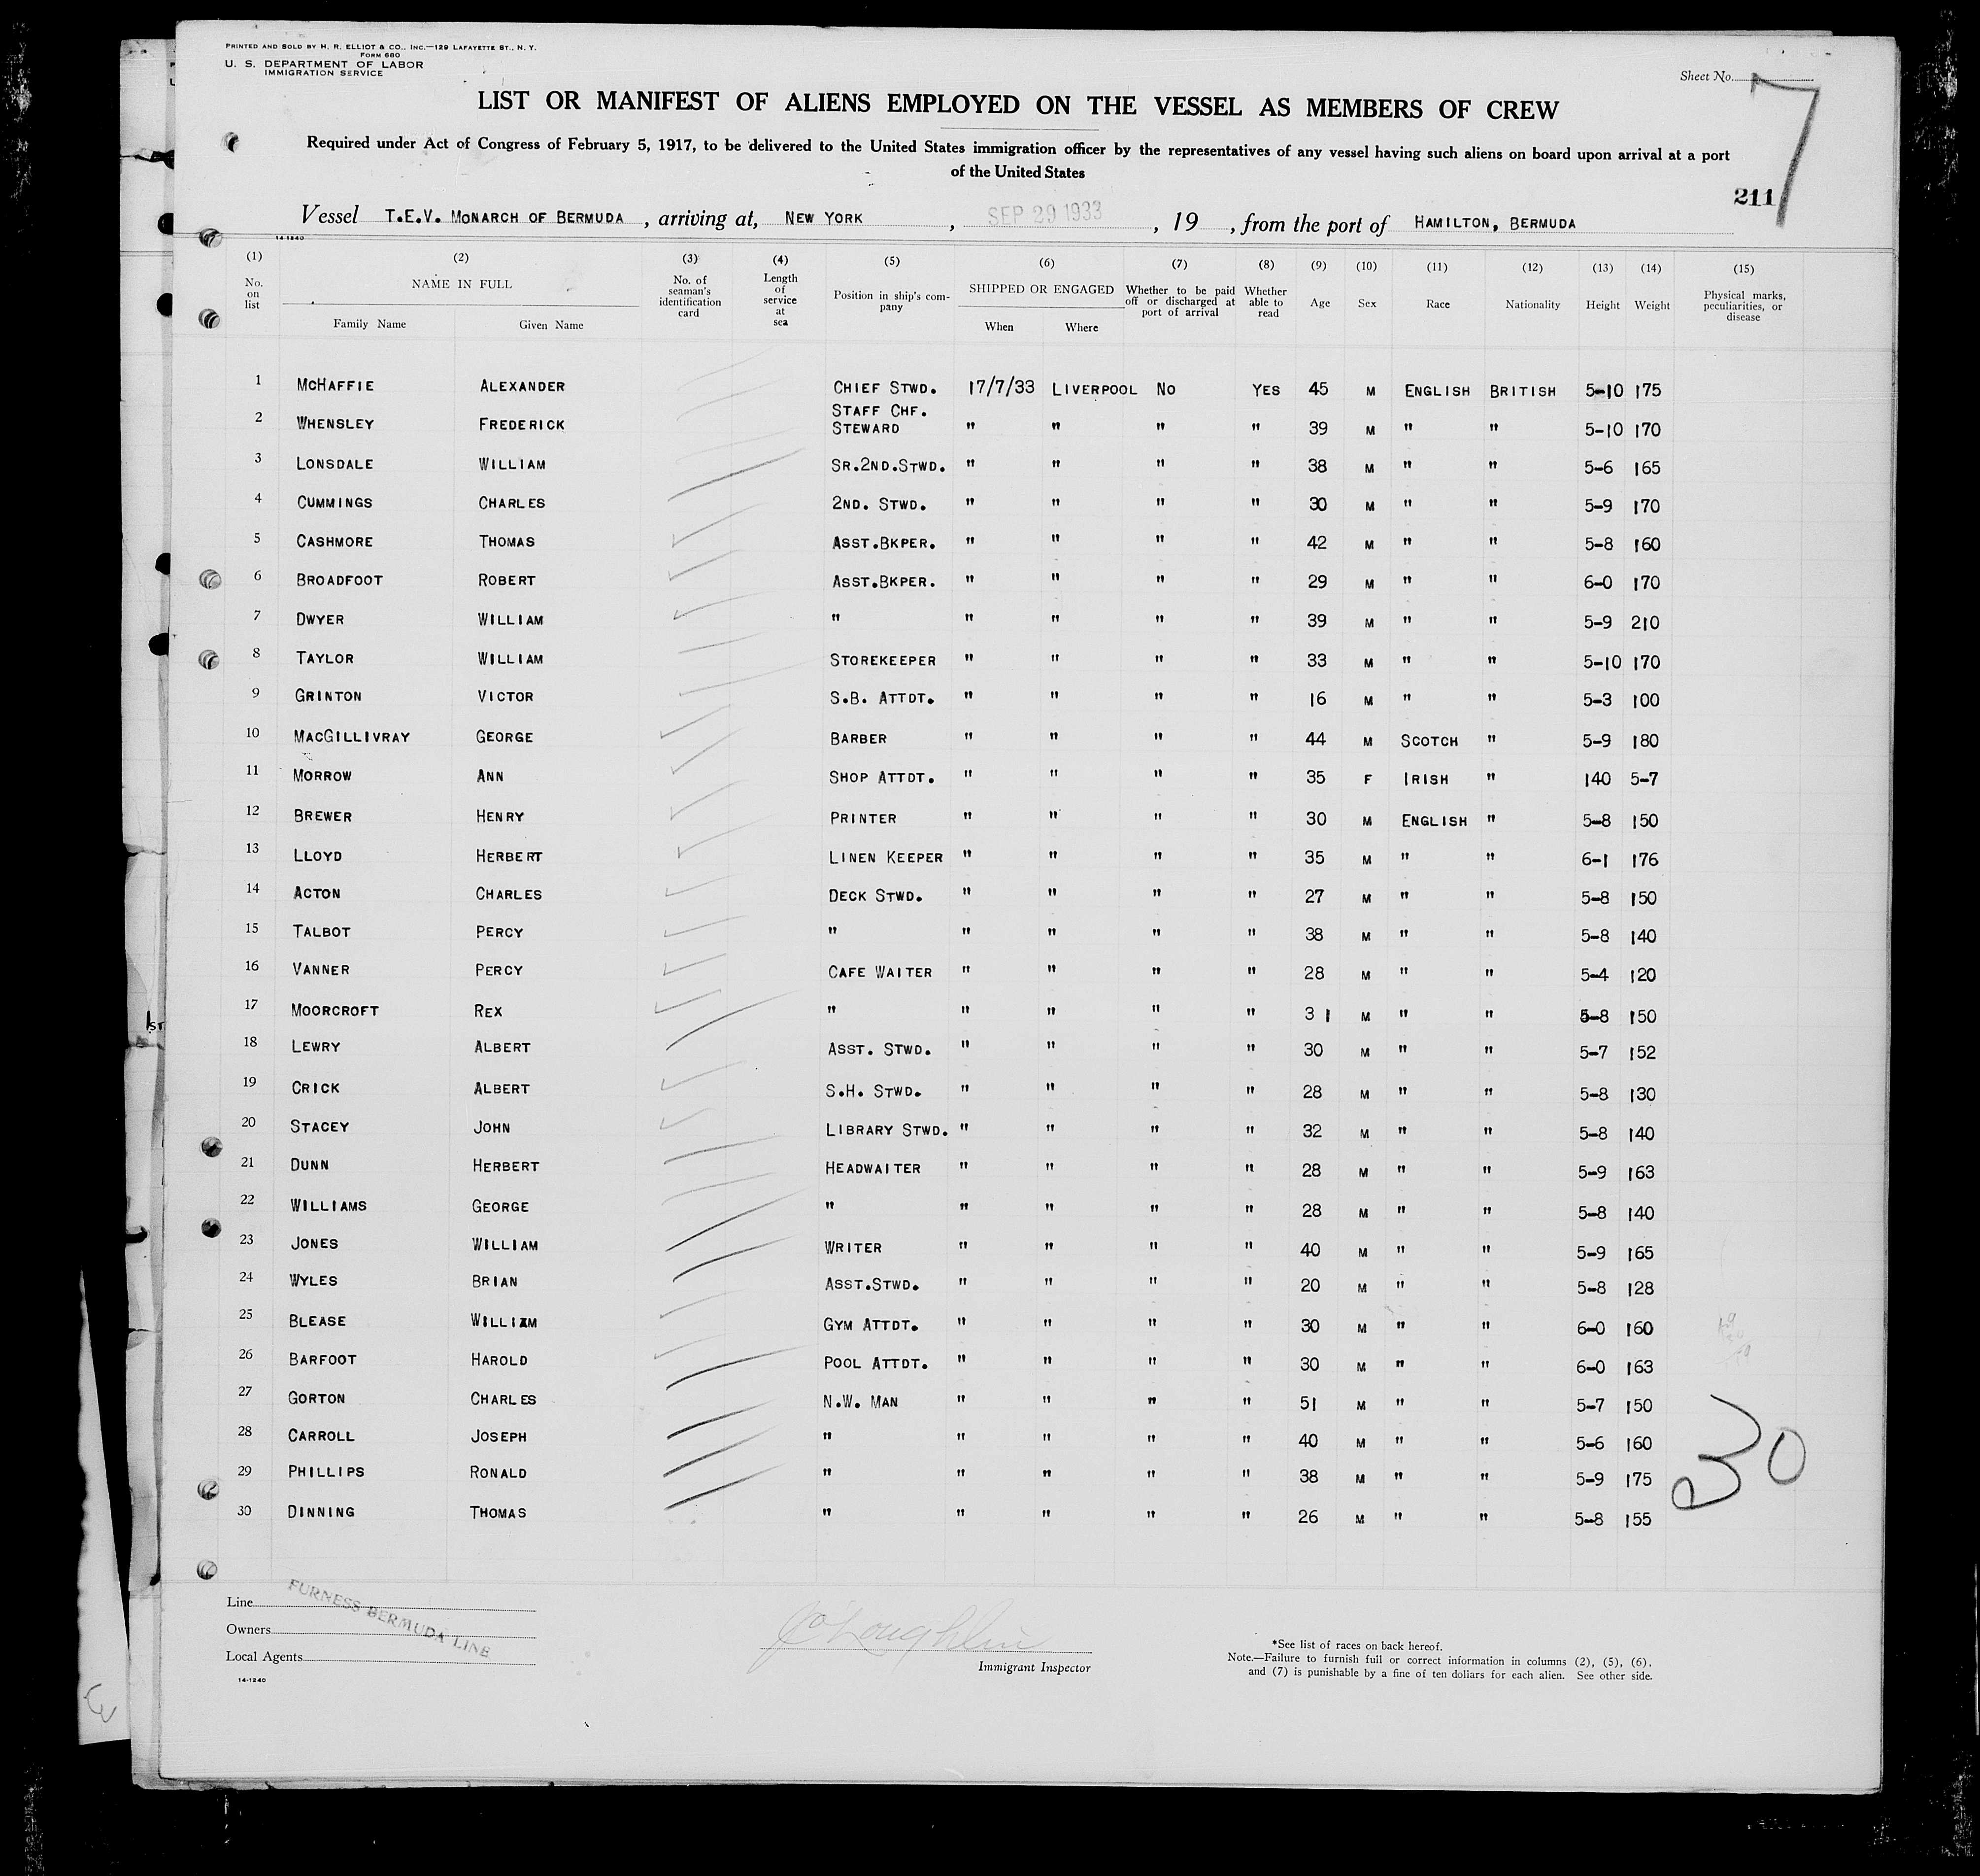 PRINTED AND SOLD BY H. R. ELLIOT & CO., INC.—129 LAFAYETTE ST., N. Y.
FORM 680
U. S. DEPARTMENT OF LABOR
IMMIGRATION SERVICE
Sheet No. 7
LIST OR MANIFEST OF ALIENS EMPLOYED ON THE VESSEL AS MEMBERS OF CREW
Required under Act of Congress of February 5, 1917, to be delivered to the United States immigration officer by the representatives of any vessel having such aliens on board upon arrival at a port
of the United States
211
Vessel T.E.V. MONARCH OF BERMUDA, arriving at, NEW YORK, SEP 29 1933, 19, from the port of HAMILTON, BERMUDA
14-1240
(1) (2) (3) (4) (5) (6) (7) (8) (9) (10) (11) (12) (13) (14) (15)
No. on list NAME IN FULL Family Name Given Name No. of seaman's identification card Length of service at sea Position in ship's company SHIPPED OR ENGAGED When Where Whether to be paid off or discharged at port of arrival Whether able to read Age Sex Race Nationality Height Weight Physical marks, peculiarities, or disease
1 MCHAFFIE ALEXANDER CHIEF STWD. 17/7/33 LIVERPOOL NO YES 45 M ENGLISH BRITISH 5-10 175
2 WHENSLEY FREDERICK STAFF CHF. STEWARD " " " " 39 M " " 5-10 170
3 LONSDALE WILLIAM SR.2ND.STWD. " " " " 38 M " " 5-6 165
4 CUMMINGS CHARLES 2ND. STWD. " " " " 30 M " " 5-9 170
5 CASHMORE THOMAS ASST.BKPER. " " " " 42 M " " 5-8 160
6 BROADFOOT ROBERT ASST.BKPER. " " " " 29 M " " 6-0 170
7 DWYER WILLIAM " " " " " 39 M " " 5-9 210
8 TAYLOR WILLIAM STOREKEEPER " " " " 33 M " " 5-10 170
9 GRINTON VICTOR S.B. ATTDT. " " " " 16 M " " 5-3 100
10 MACGILLIVRAY GEORGE BARBER " " " " 44 M SCOTCH " 5-9 180
11 MORROW ANN SHOP ATTDT. " " " " 35 F IRISH " 140 5-7
12 BREWER HENRY PRINTER " " " " 30 M ENGLISH " 5-8 150
13 LLOYD HERBERT LINEN KEEPER " " " " 35 M " " 6-1 176
14 ACTON CHARLES DECK STWD. " " " " 27 M " " 5-8 150
15 TALBOT PERCY " " " " " 38 M " " 5-8 140
16 VANNER PERCY CAFE WAITER " " " " 28 M " " 5-4 120
17 MOORCROFT REX " " " " " 31 M " " 5-8 150
18 LEWRY ALBERT ASST. STWD. " " " " 30 M " " 5-7 152
19 CRICK ALBERT S.H. STWD. " " " " 28 M " " 5-8 130
20 STACEY JOHN LIBRARY STWD. " " " " 32 M " " 5-8 140
21 DUNN HERBERT HEADWAITER " " " " 28 M " " 5-9 163
22 WILLIAMS GEORGE " " " " " 28 M " " 5-8 140
23 JONES WILLIAM WRITER " " " " 40 M " " 5-9 165
24 WYLES BRIAN ASST.STWD. " " " " 20 M " " 5-8 128
25 BLEASE WILLIAM GYM ATTDT. " " " " 30 M " " 6-0 160
26 BARFOOT HAROLD POOL ATTDT. " " " " 30 M " " 6-0 163
27 GORTON CHARLES N.W. MAN " " " " 51 M " " 5-7 150
28 CARROLL JOSEPH " " " " " 40 M " " 5-6 160
29 PHILLIPS RONALD " " " " " 38 M " " 5-9 175
30 DINNING THOMAS " " " " " 26 M " " 5-8 155
30
Line
Owners
Local Agents
FURNESS BERMUDA LINE
14-1240
O'Loughlin
Immigrant Inspector
*See list of races on back hereof.
Note.—Failure to furnish full or correct information in columns (2), (5), (6),
and (7) is punishable by a fine of ten dollars for each alien. See other side.